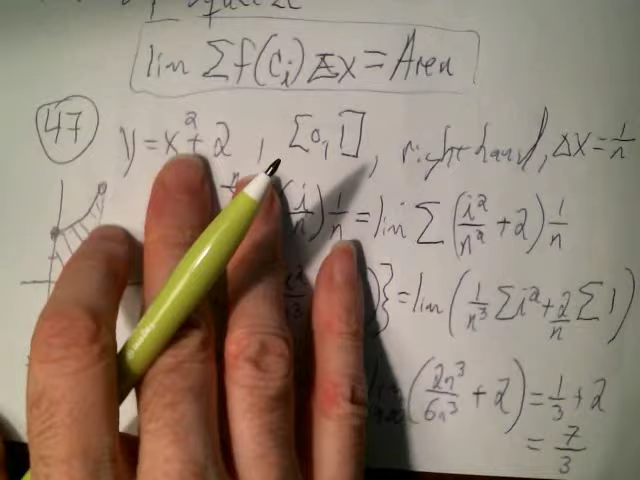 lim Σf(cᵢ)Δx = Area
47 y = x² + 2 , [0,1] , right hand, Δx = 1/n
(i/n) 1/n = lim Σ (i²/n² + 2) 1/n
)} = lim (1/n³ Σi² + 2/n Σ1)
(2n³/6n³ + 2) = 1/3 + 2
= 7/3